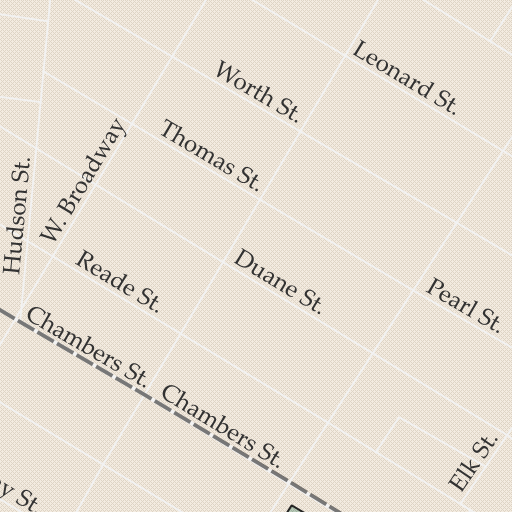 Leonard St.
Worth St.
Thomas St.
W. Broadway
Hudson St.
Reade St.
Duane St.
Pearl St.
Chambers St.
Chambers St.
Elk St.
St.